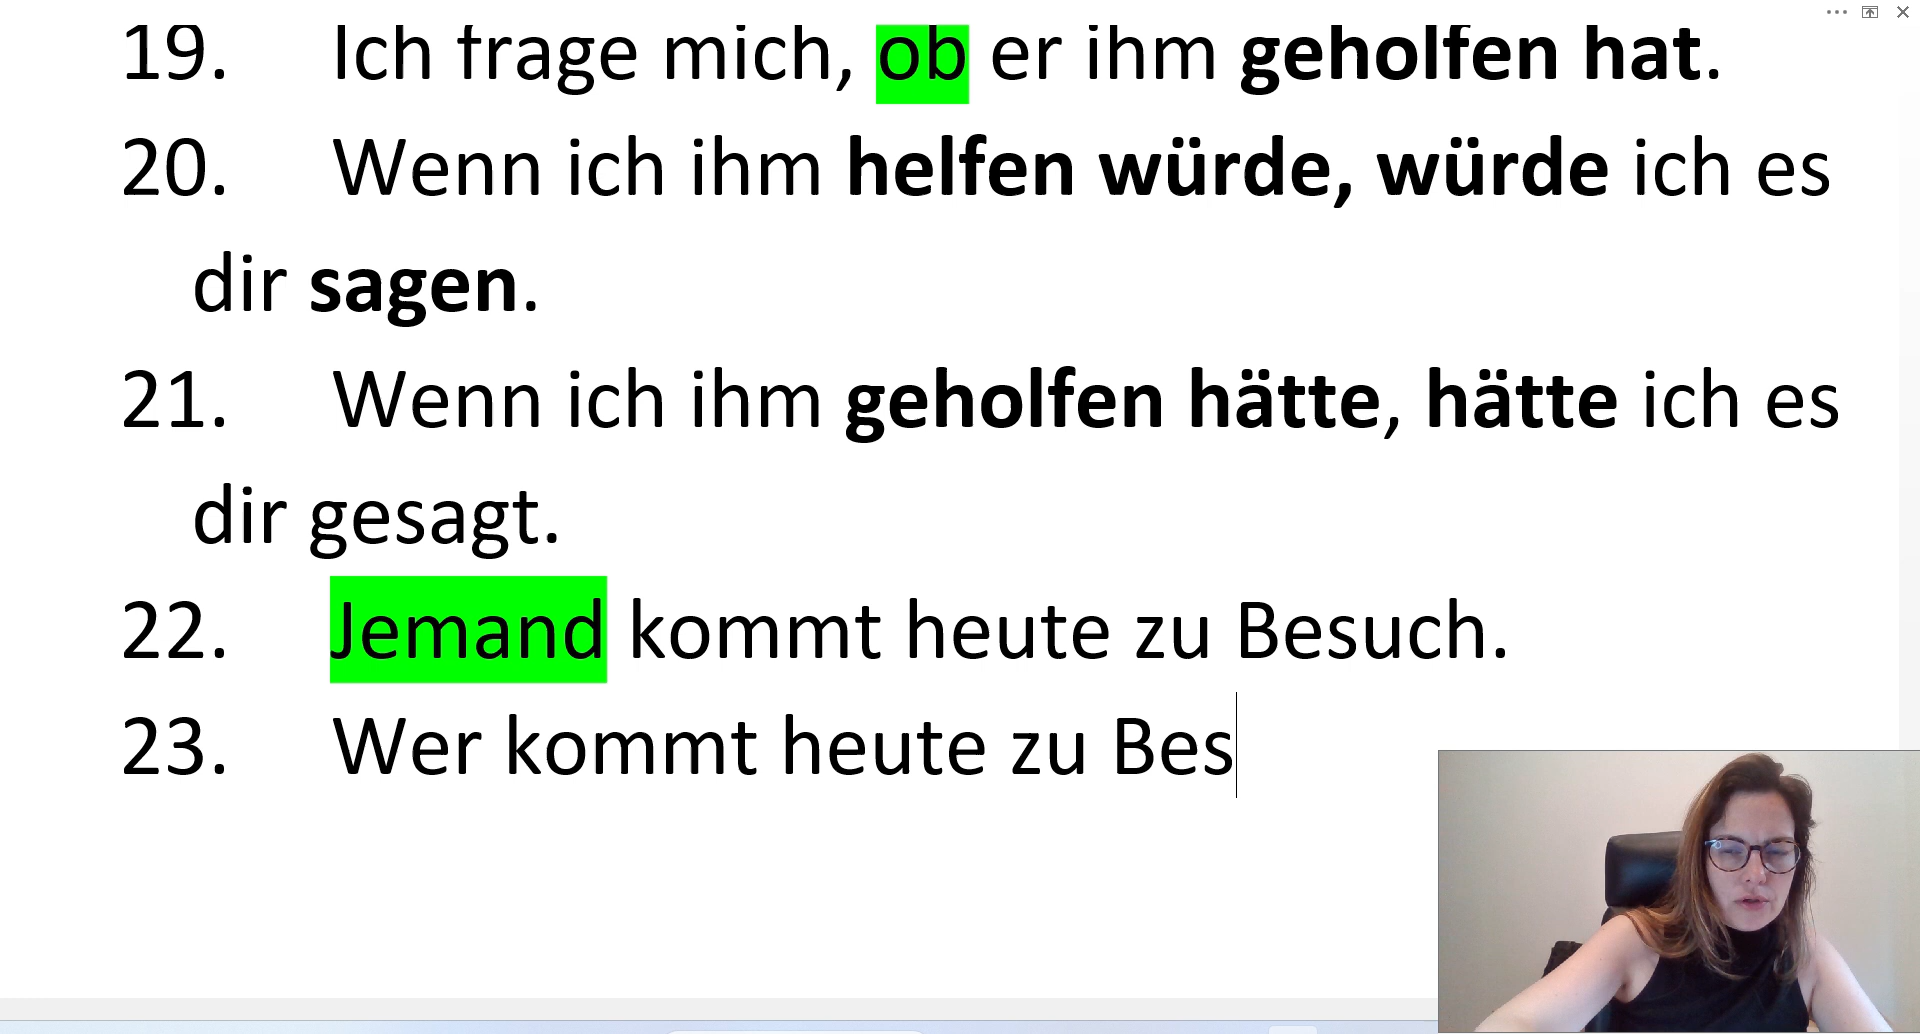 19. Ich frage mich, ob er ihm geholfen hat.
20. Wenn ich ihm helfen würde, würde ich es
dir sagen.
21. Wenn ich ihm geholfen hätte, hätte ich es
dir gesagt.
22. Jemand kommt heute zu Besuch.
23. Wer kommt heute zu Bes